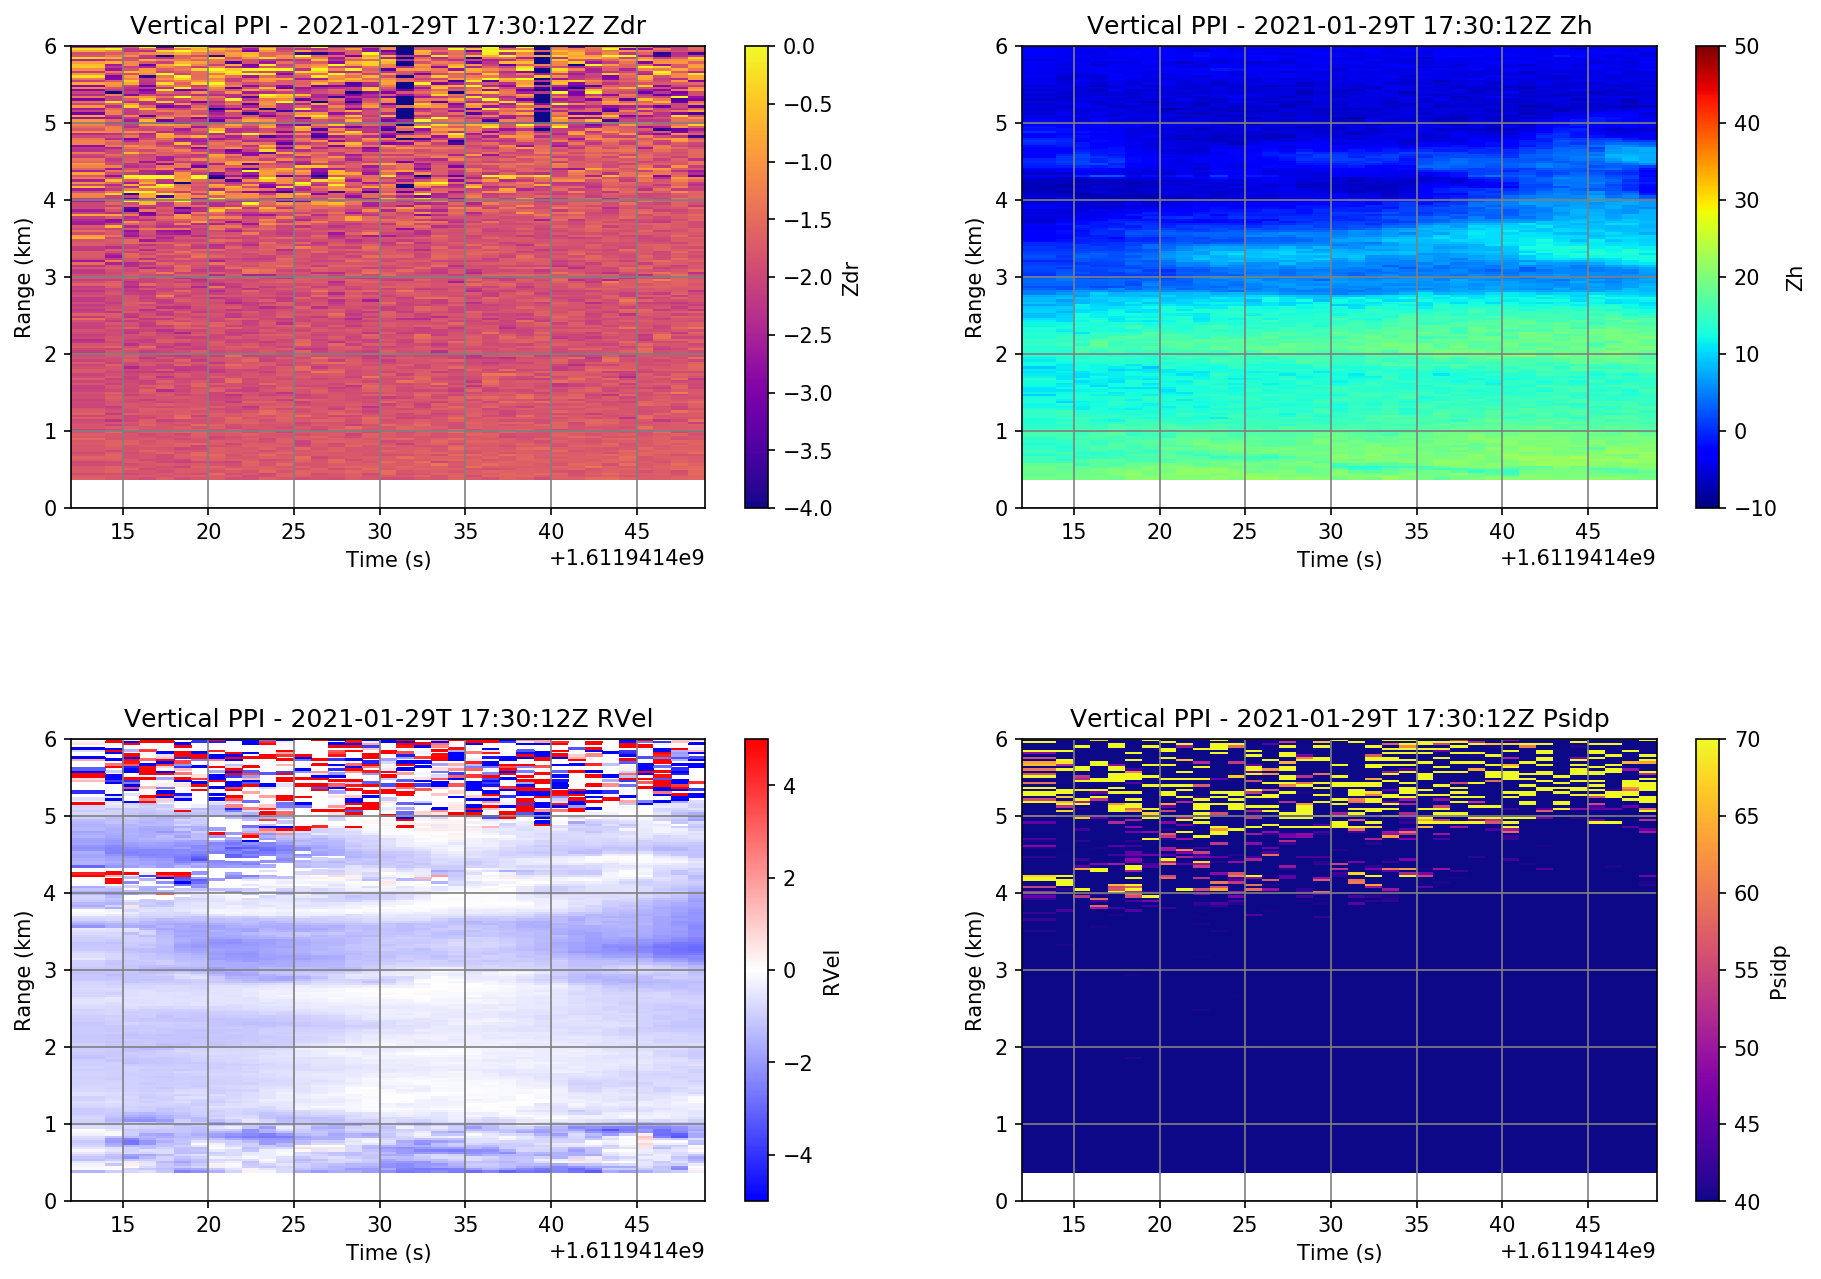 Vertical PPI - 2021-01-29T 17:30:12Z Zdr
6
5
4
3
2
1
0
Range (km)
15 20 25 30 35 40 45
Time (s)
+1.6119414e9
0.0
−0.5
−1.0
−1.5
−2.0
−2.5
−3.0
−3.5
−4.0
Zdr
Vertical PPI - 2021-01-29T 17:30:12Z Zh
6
5
4
3
2
1
0
Range (km)
15 20 25 30 35 40 45
Time (s)
+1.6119414e9
50
40
30
20
10
0
−10
Zh
Vertical PPI - 2021-01-29T 17:30:12Z RVel
6
5
4
3
2
1
0
Range (km)
15 20 25 30 35 40 45
Time (s)
+1.6119414e9
4
2
0
−2
−4
RVel
Vertical PPI - 2021-01-29T 17:30:12Z Psidp
6
5
4
3
2
1
0
Range (km)
15 20 25 30 35 40 45
Time (s)
+1.6119414e9
70
65
60
55
50
45
40
Psidp